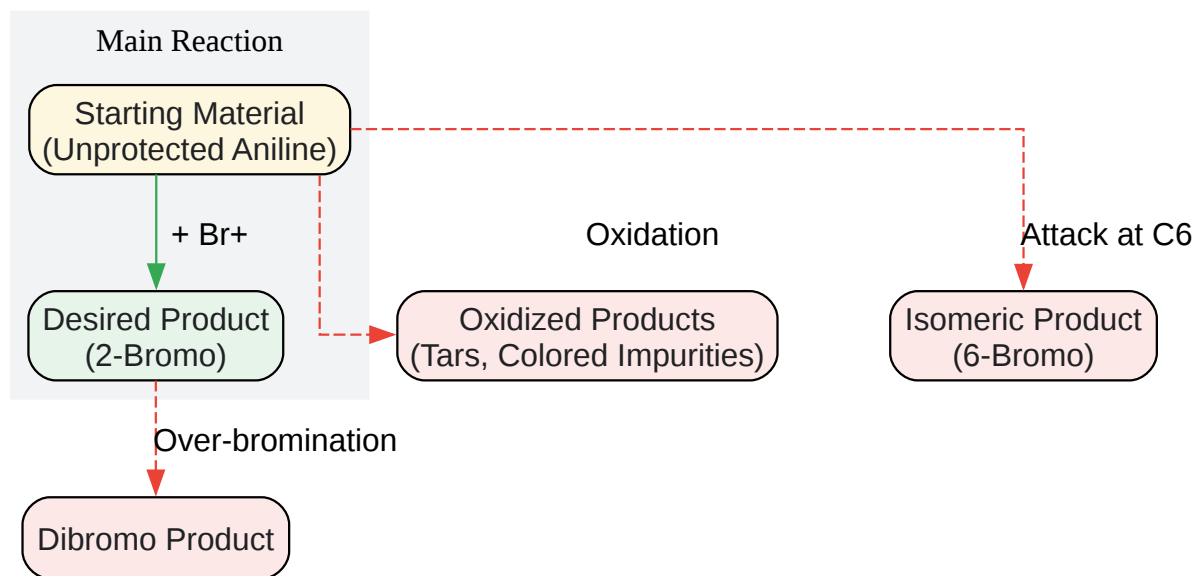 Main Reaction
Starting Material
(Unprotected Aniline)
+ Br+
Oxidation
Attack at C6
Desired Product
(2-Bromo)
Oxidized Products
(Tars, Colored Impurities)
Isomeric Product
(6-Bromo)
Over-bromination
Dibromo Product